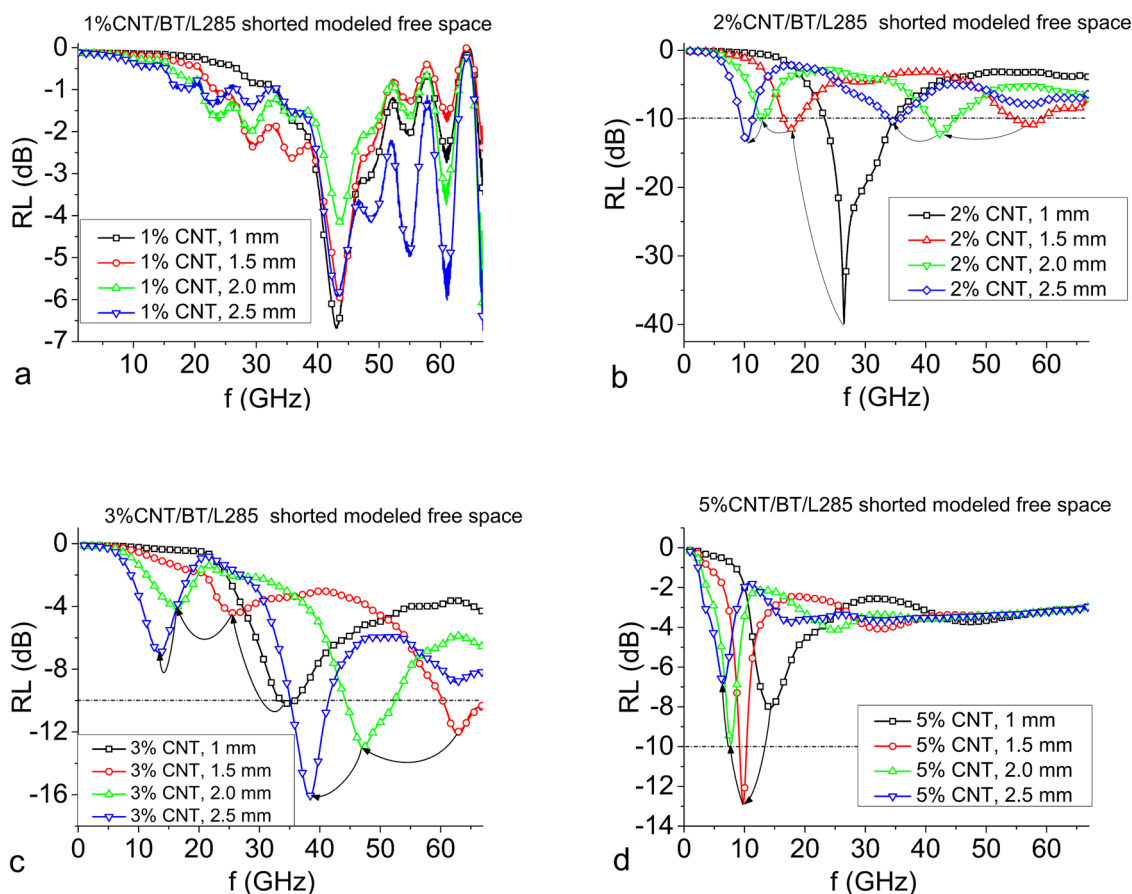 1%CNT/BT/L285 shorted modeled free space
0
-1
-2
-3
-4
-5
-6
-7
RL (dB)
1% CNT, 1 mm
1% CNT, 1.5 mm
1% CNT, 2.0 mm
1% CNT, 2.5 mm
10 20 30 40 50 60
f (GHz)
a
2%CNT/BT/L285 shorted modeled free space
0
-10
-20
-30
-40
RL (dB)
2% CNT, 1 mm
2% CNT, 1.5 mm
2% CNT, 2.0 mm
2% CNT, 2.5 mm
0 10 20 30 40 50 60
f (GHz)
b
3%CNT/BT/L285 shorted modeled free space
0
-4
-8
-12
-16
RL (dB)
3% CNT, 1 mm
3% CNT, 1.5 mm
3% CNT, 2.0 mm
3% CNT, 2.5 mm
0 10 20 30 40 50 60
f (GHz)
c
5%CNT/BT/L285 shorted modeled free space
0
-2
-4
-6
-8
-10
-12
-14
RL (dB)
5% CNT, 1 mm
5% CNT, 1.5 mm
5% CNT, 2.0 mm
5% CNT, 2.5 mm
0 10 20 30 40 50 60
f (GHz)
d